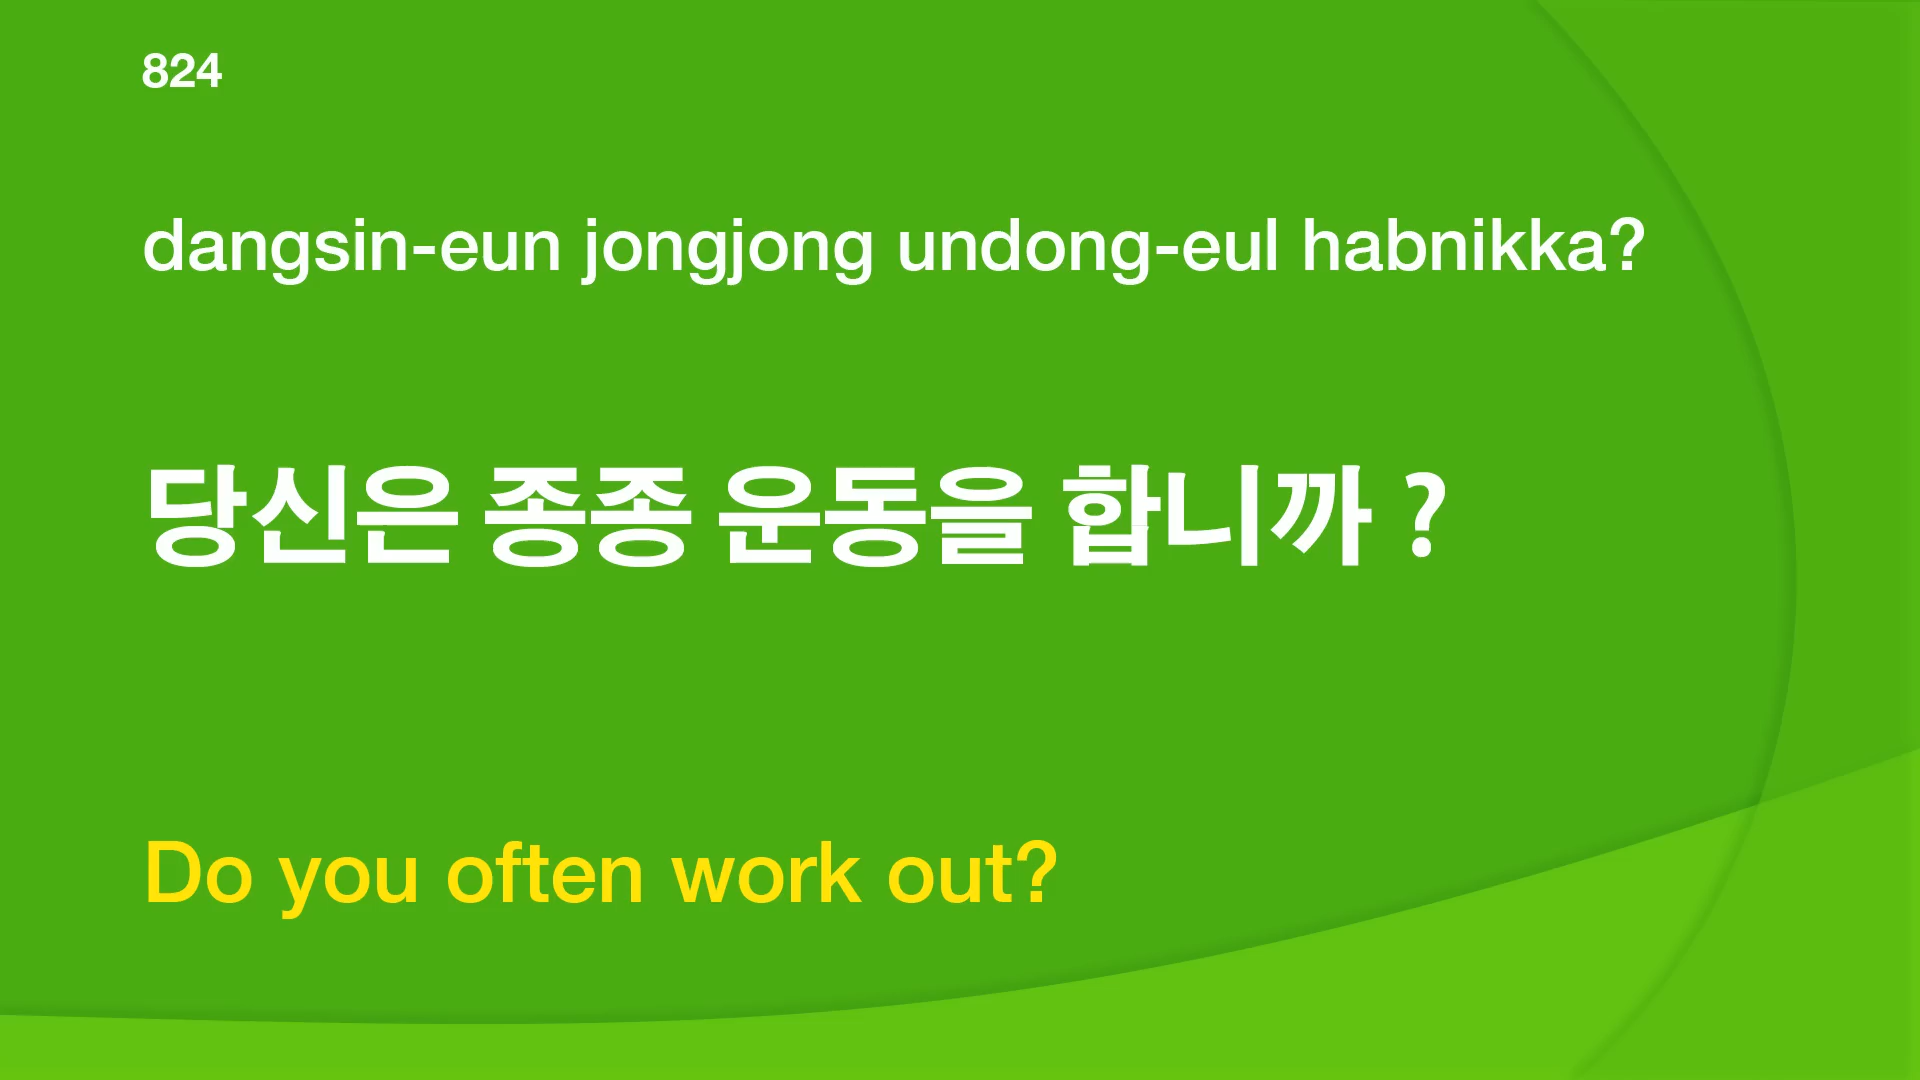 824
dangsin-eun jongjong undong-eul habnikka?
당신은 종종 운동을 합니까 ?
Do you often work out?